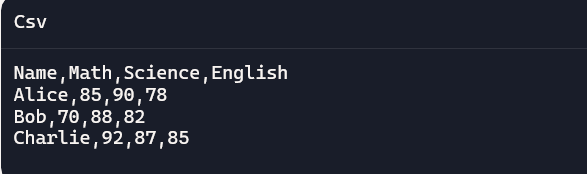 Csv
Name,Math,Science,English
Alice,85,90,78
Bob,70,88,82
Charlie,92,87,85